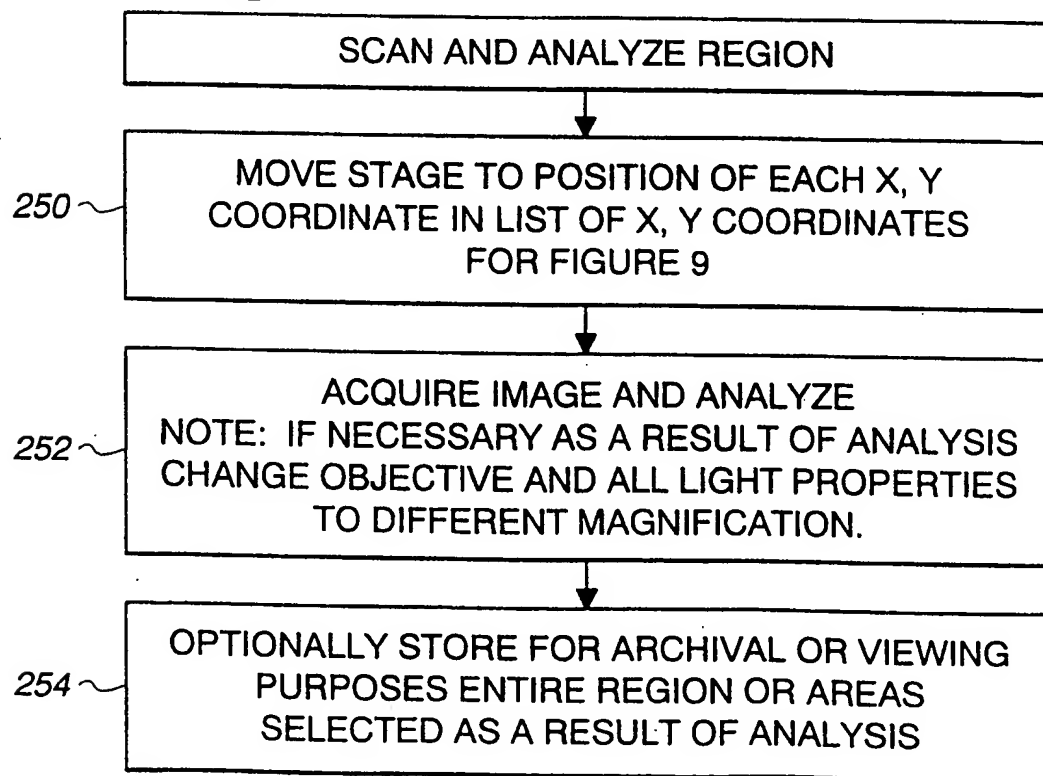 SCAN AND ANALYZE REGION
250
MOVE STAGE TO POSITION OF EACH X, Y
COORDINATE IN LIST OF X, Y COORDINATES
FOR FIGURE 9
252
ACQUIRE IMAGE AND ANALYZE
NOTE: IF NECESSARY AS A RESULT OF ANALYSIS
CHANGE OBJECTIVE AND ALL LIGHT PROPERTIES
TO DIFFERENT MAGNIFICATION.
254
OPTIONALLY STORE FOR ARCHIVAL OR VIEWING
PURPOSES ENTIRE REGION OR AREAS
SELECTED AS A RESULT OF ANALYSIS